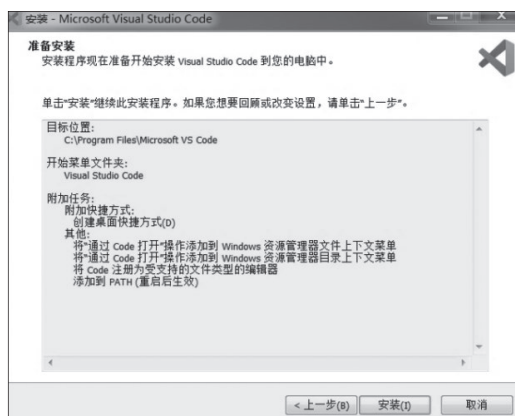 安装 - Microsoft Visual Studio Code
准备安装
安装程序现在准备开始安装 Visual Studio Code 到您的电脑中。
单击"安装"继续此安装程序。如果您想要回顾或改变设置，请单击"上一步"。
目标位置:
C:\Program Files\Microsoft VS Code
开始菜单文件夹:
Visual Studio Code
附加任务:
附加快捷方式:
创建桌面快捷方式(D)
其他:
将"通过 Code 打开"操作添加到 Windows 资源管理器文件上下文菜单
将"通过 Code 打开"操作添加到 Windows 资源管理器目录上下文菜单
将 Code 注册为受支持的文件类型的编辑器
添加到 PATH (重启后生效)
< 上一步(B) 安装(I) 取消